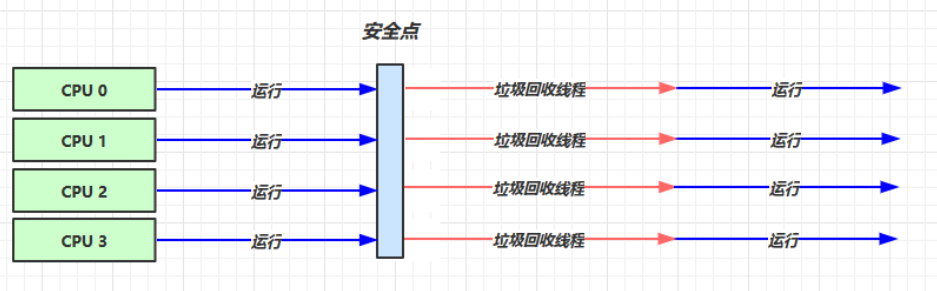 安全点
CPU 0 运行 垃圾回收线程 运行
CPU 1 运行 垃圾回收线程 运行
CPU 2 运行 垃圾回收线程 运行
CPU 3 运行 垃圾回收线程 运行